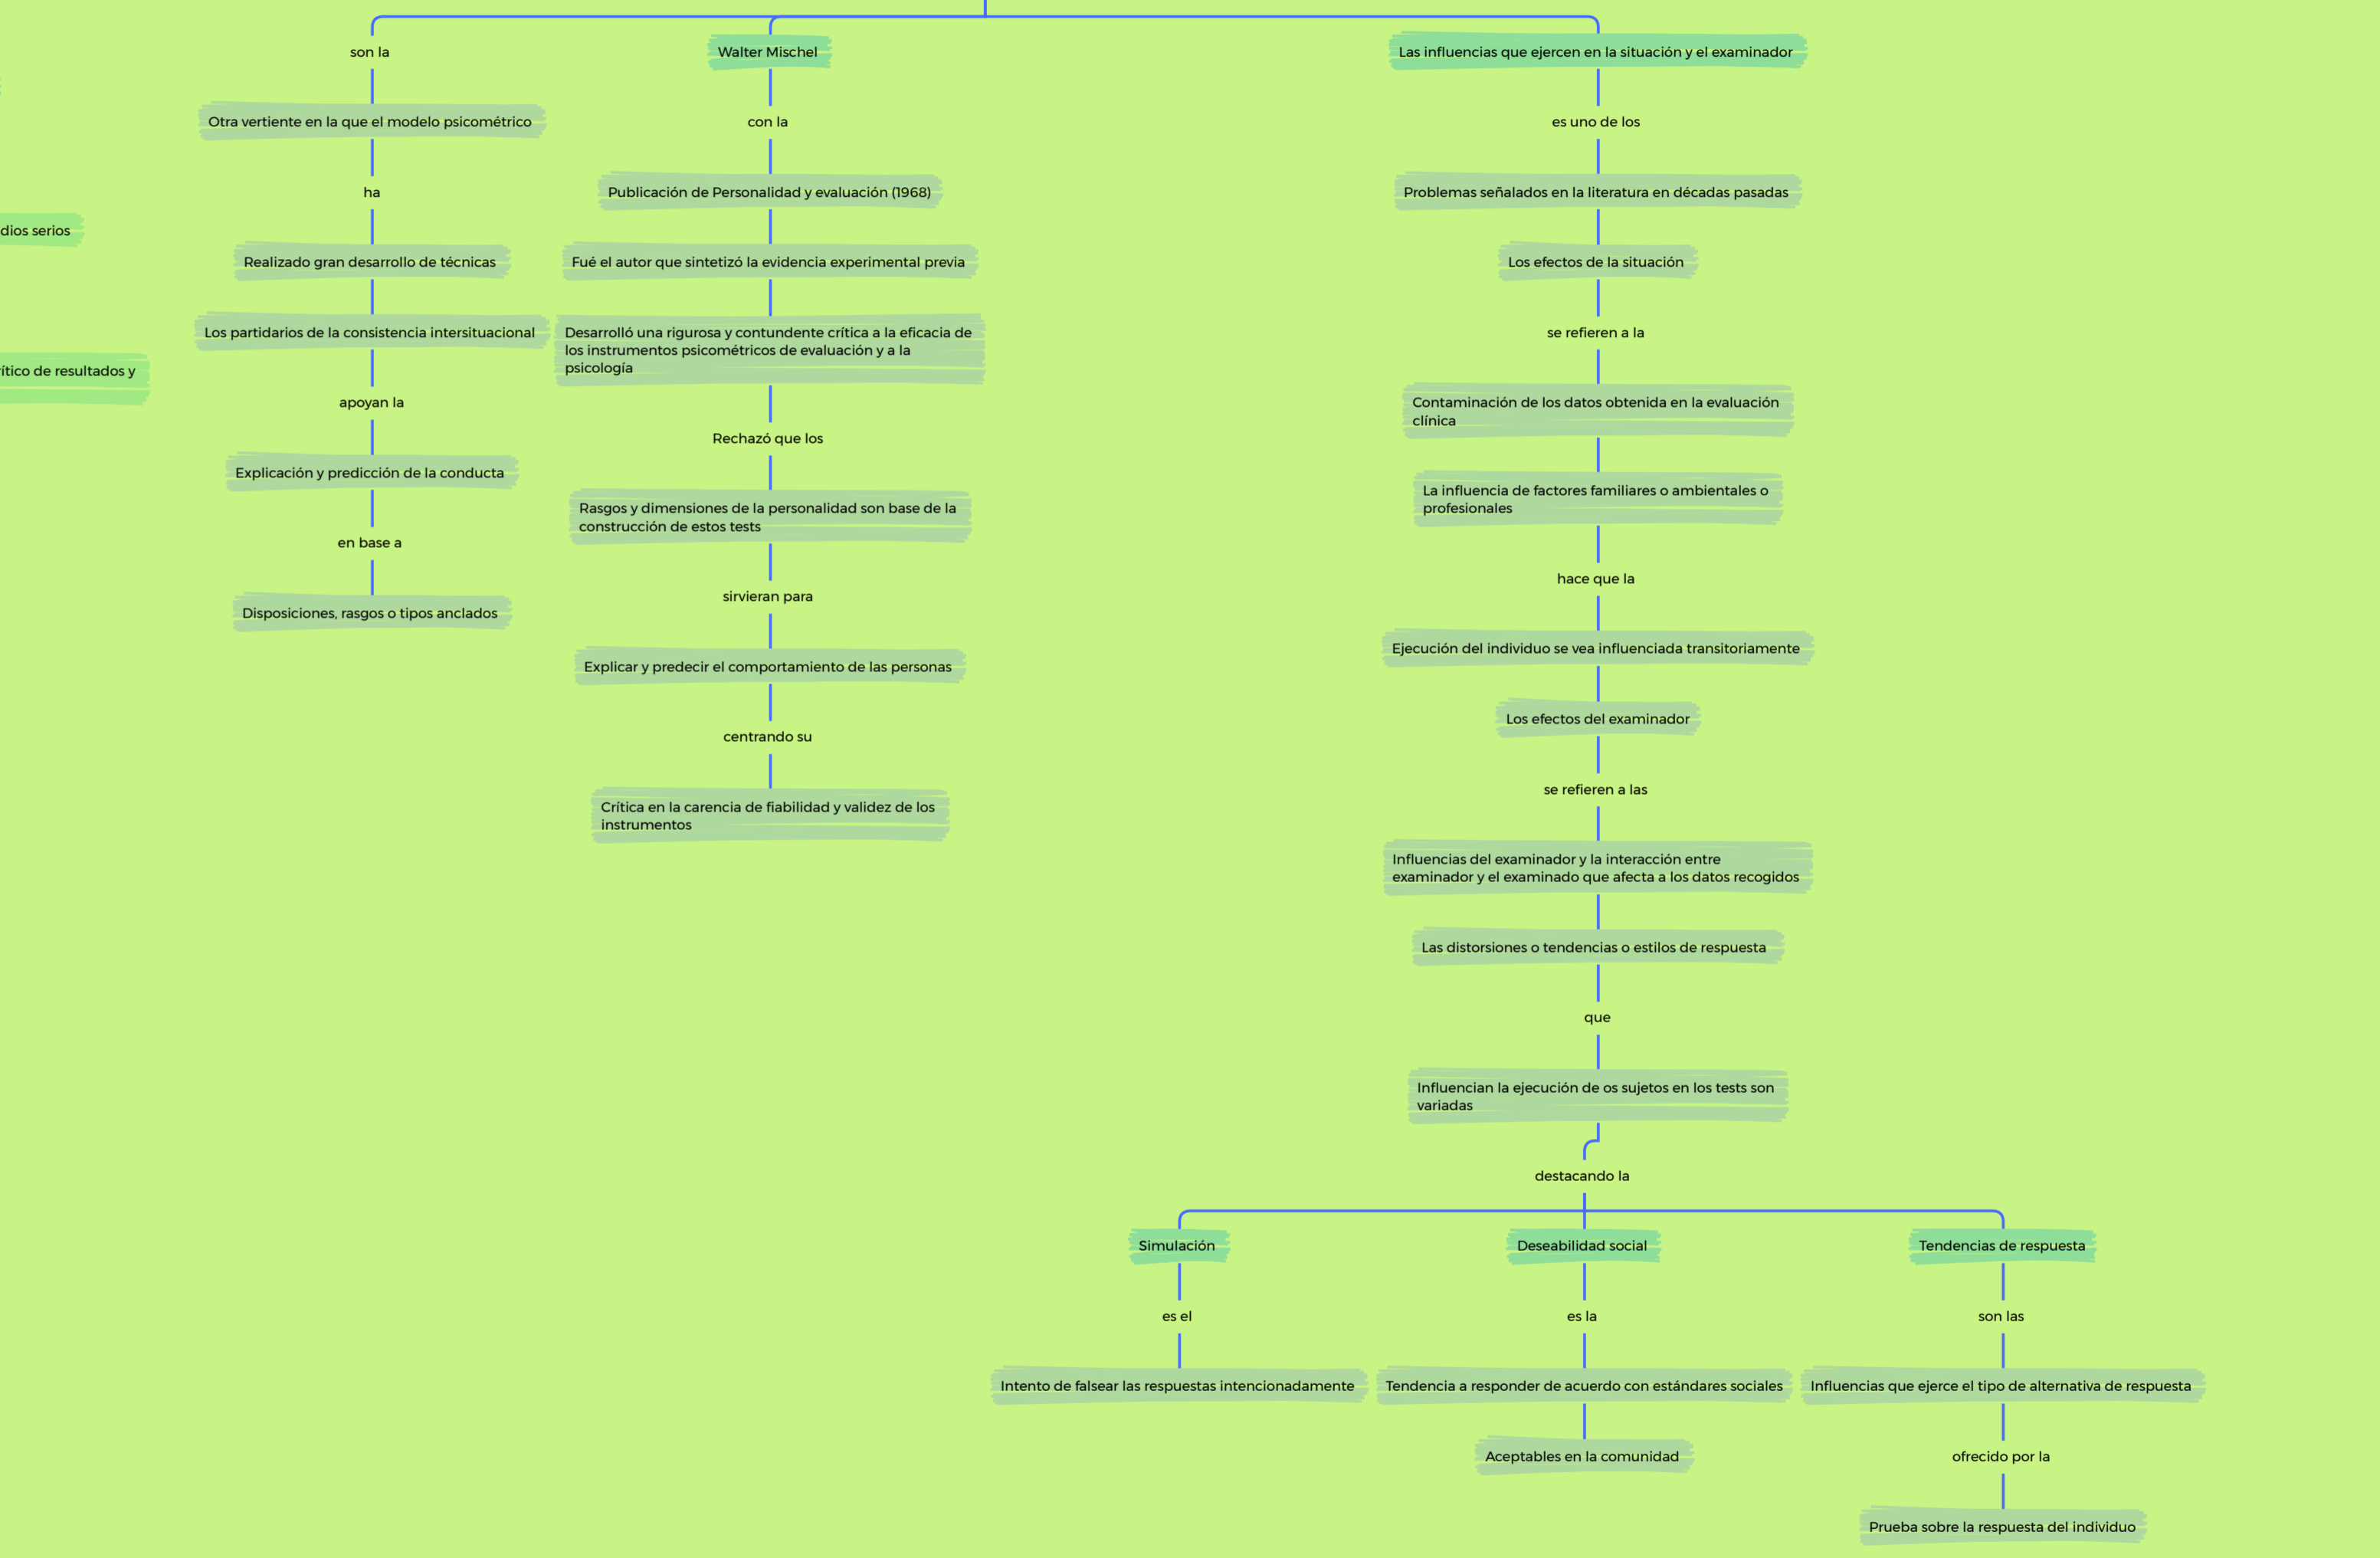 dios serios
rítico de resultados y
son la
Otra vertiente en la que el modelo psicométrico
ha
Realizado gran desarrollo de técnicas
Los partidarios de la consistencia intersituacional
apoyan la
Explicación y predicción de la conducta
en base a
Disposiciones, rasgos o tipos anclados
Walter Mischel
con la
Publicación de Personalidad y evaluación (1968)
Fué el autor que sintetizó la evidencia experimental previa
Desarrolló una rigurosa y contundente crítica a la eficacia de
los instrumentos psicométricos de evaluación y a la
psicología
Rechazó que los
Rasgos y dimensiones de la personalidad son base de la
construcción de estos tests
sirvieran para
Explicar y predecir el comportamiento de las personas
centrando su
Crítica en la carencia de fiabilidad y validez de los
instrumentos
Las influencias que ejercen en la situación y el examinador
es uno de los
Problemas señalados en la literatura en décadas pasadas
Los efectos de la situación
se refieren a la
Contaminación de los datos obtenida en la evaluación
clínica
La influencia de factores familiares o ambientales o
profesionales
hace que la
Ejecución del individuo se vea influenciada transitoriamente
Los efectos del examinador
se refieren a las
Influencias del examinador y la interacción entre
examinador y el examinado que afecta a los datos recogidos
Las distorsiones o tendencias o estilos de respuesta
que
Influencian la ejecución de os sujetos en los tests son
variadas
destacando la
Simulación
es el
Intento de falsear las respuestas intencionadamente
Deseabilidad social
es la
Tendencia a responder de acuerdo con estándares sociales
Aceptables en la comunidad
Tendencias de respuesta
son las
Influencias que ejerce el tipo de alternativa de respuesta
ofrecido por la
Prueba sobre la respuesta del individuo